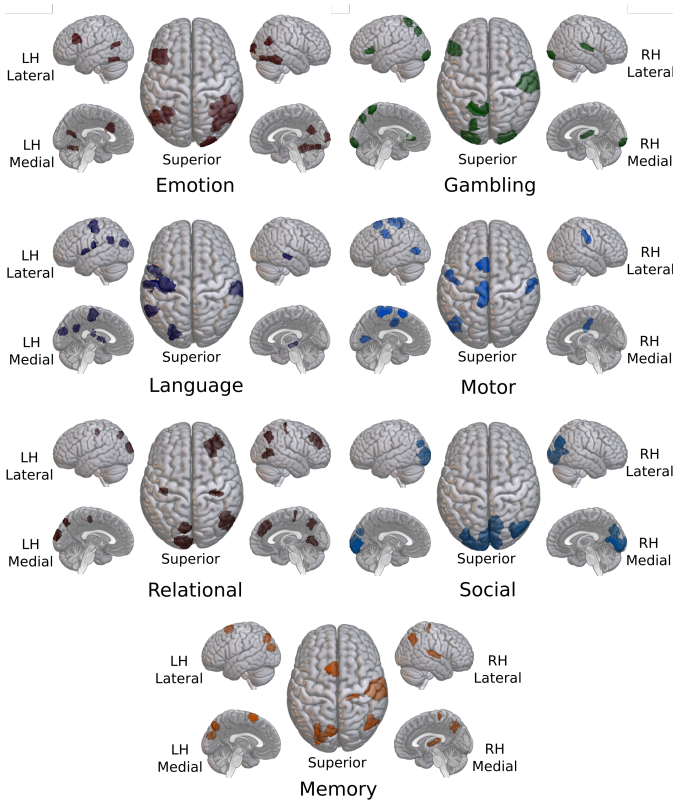 LH
Lateral
RH
Lateral
LH
Medial
RH
Medial
Superior
Superior
Emotion
Gambling
LH
Lateral
RH
Lateral
LH
Medial
RH
Medial
Superior
Superior
Language
Motor
LH
Lateral
RH
Lateral
LH
Medial
RH
Medial
Superior
Superior
Relational
Social
LH
Lateral
RH
Lateral
LH
Medial
RH
Medial
Superior
Memory